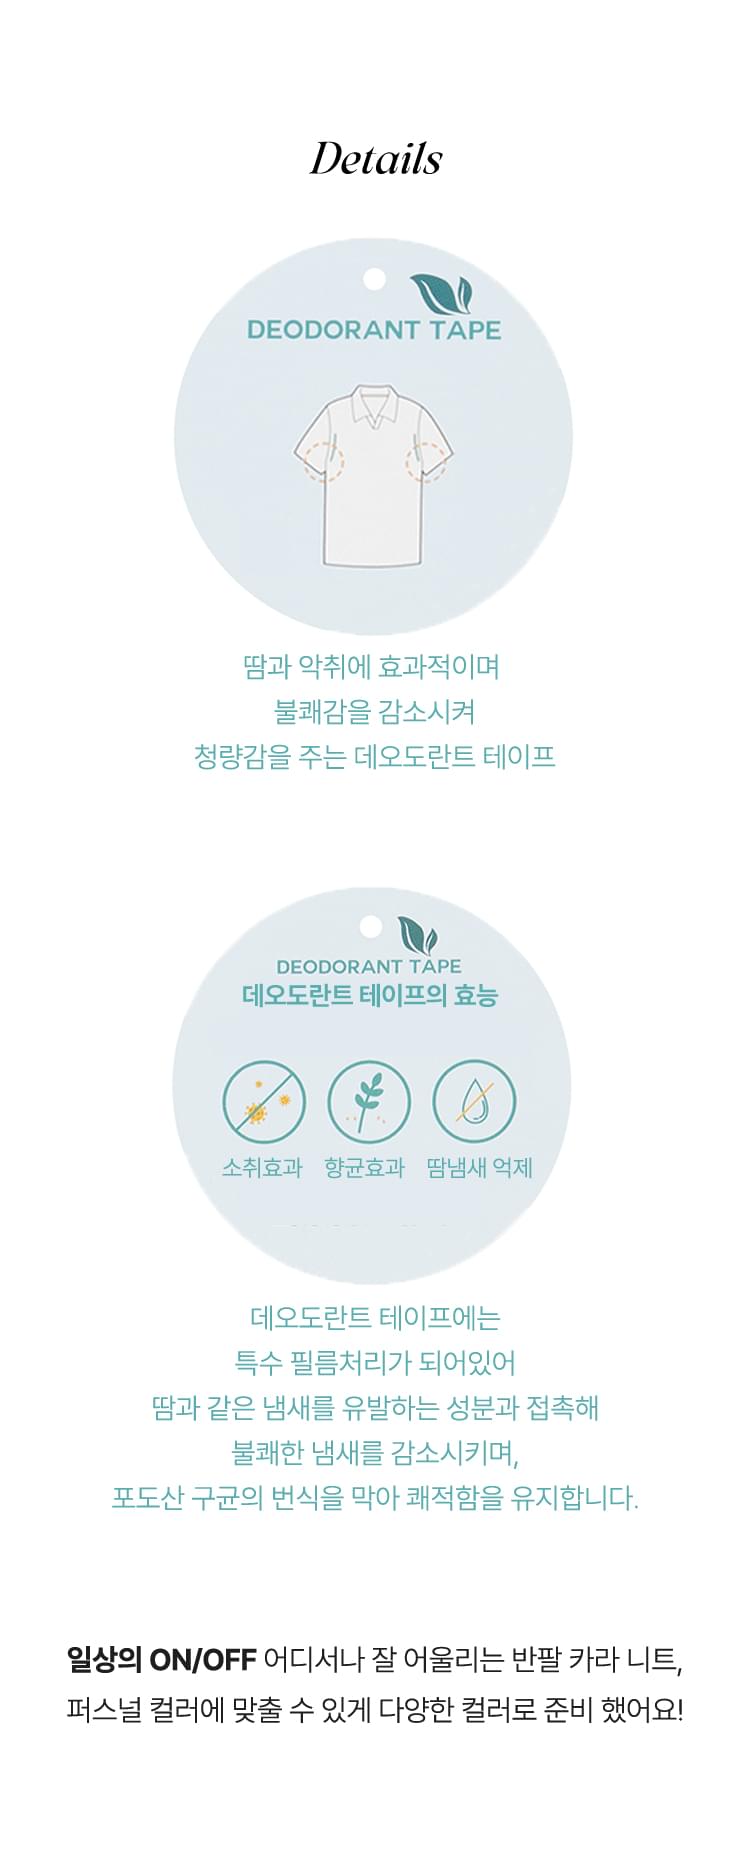 Details
DEODORANT TAPE
땀과 악취에 효과적이며
불쾌감을 감소시켜
청량감을 주는 데오도란트 테이프
DEODORANT TAPE
데오도란트 테이프의 효능
소취효과 향균효과 땀냄새 억제
데오도란트 테이프에는
특수 필름처리가 되어있어
땀과 같은 냄새를 유발하는 성분과 접촉해
불쾌한 냄새를 감소시키며,
포도산 구균의 번식을 막아 쾌적함을 유지합니다.
일상의 ON/OFF 어디서나 잘 어울리는 반팔 카라 니트,
퍼스널 컬러에 맞출 수 있게 다양한 컬러로 준비 했어요!